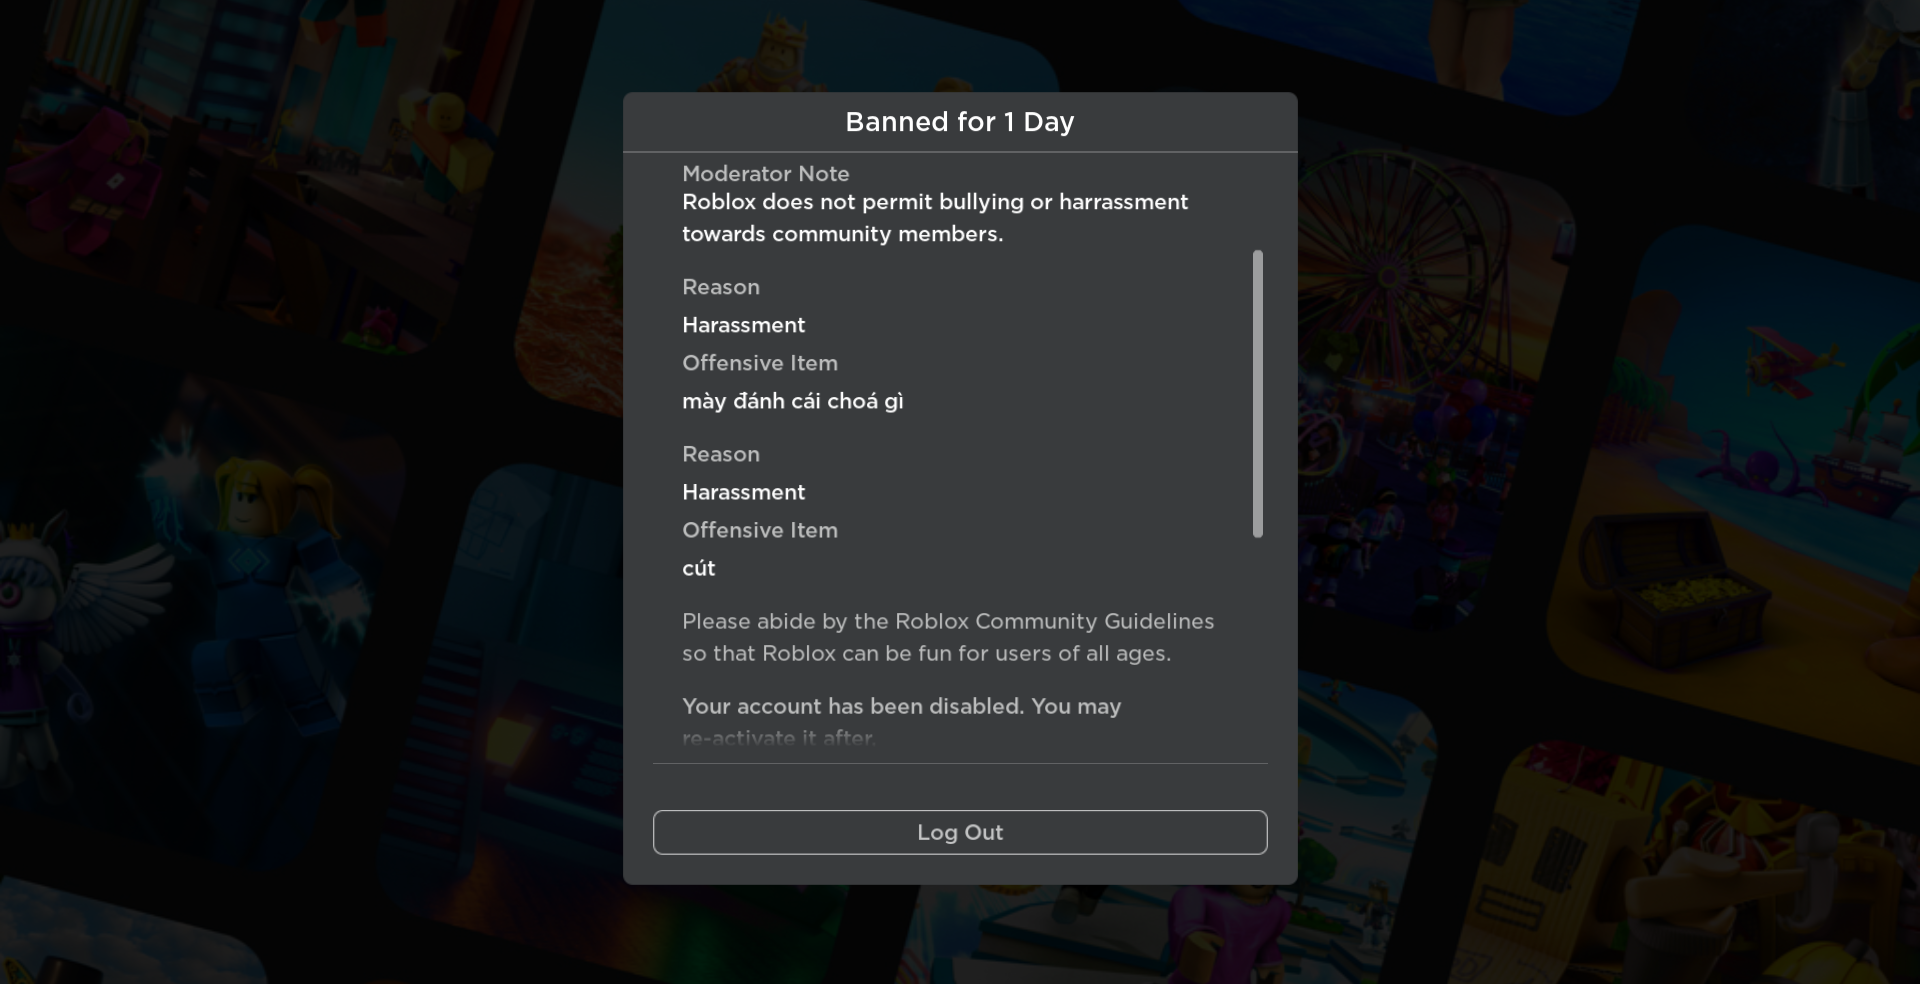 Banned for 1 Day
Moderator Note
Roblox does not permit bullying or harrassment
towards community members.
Reason
Harassment
Offensive Item
mày đánh cái choá gì
Reason
Harassment
Offensive Item
cút
Please abide by the Roblox Community Guidelines
so that Roblox can be fun for users of all ages.
Your account has been disabled. You may
re-activate it after.
Log Out